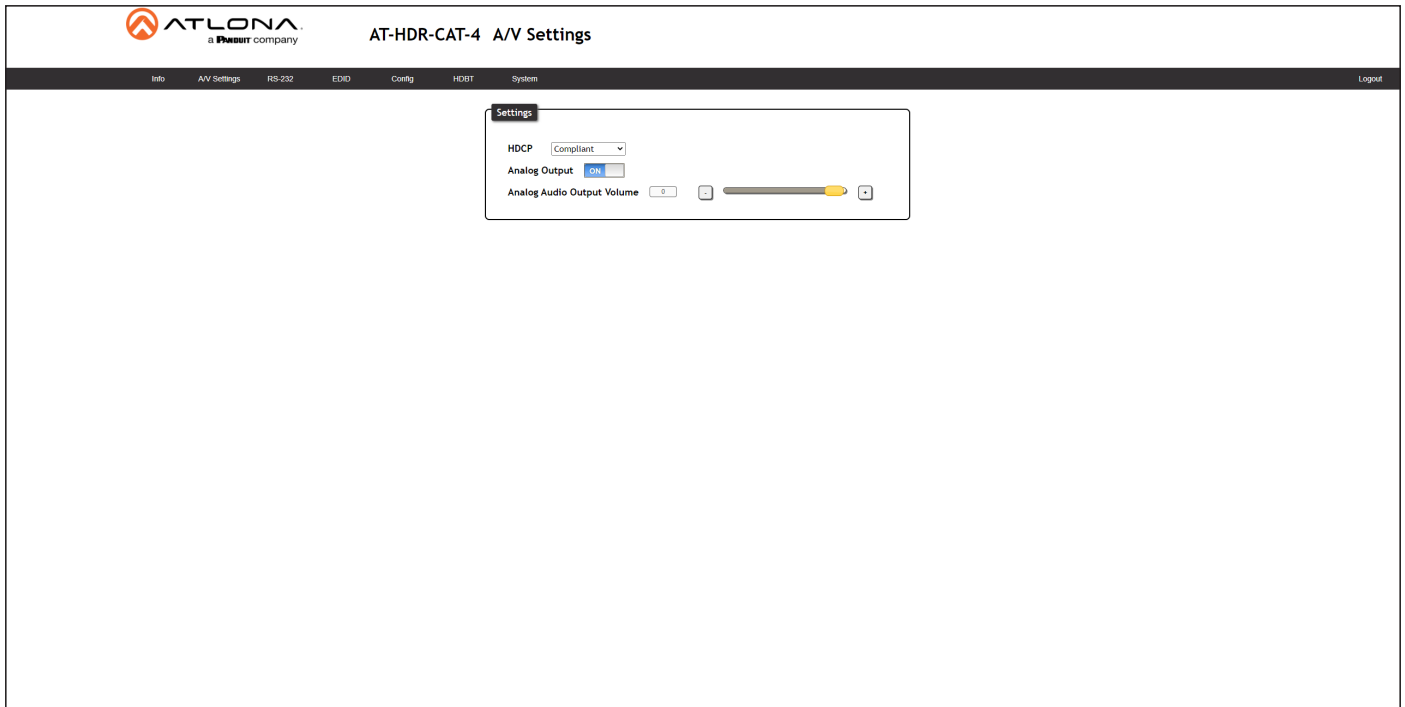 ATLONA.
a PANDUIT company
AT-HDR-CAT-4 A/V Settings
Info A/V Settings RS-232 EDID Config HDBT System Logout
Settings
HDCP Compliant
Analog Output ON
Analog Audio Output Volume 0 - +